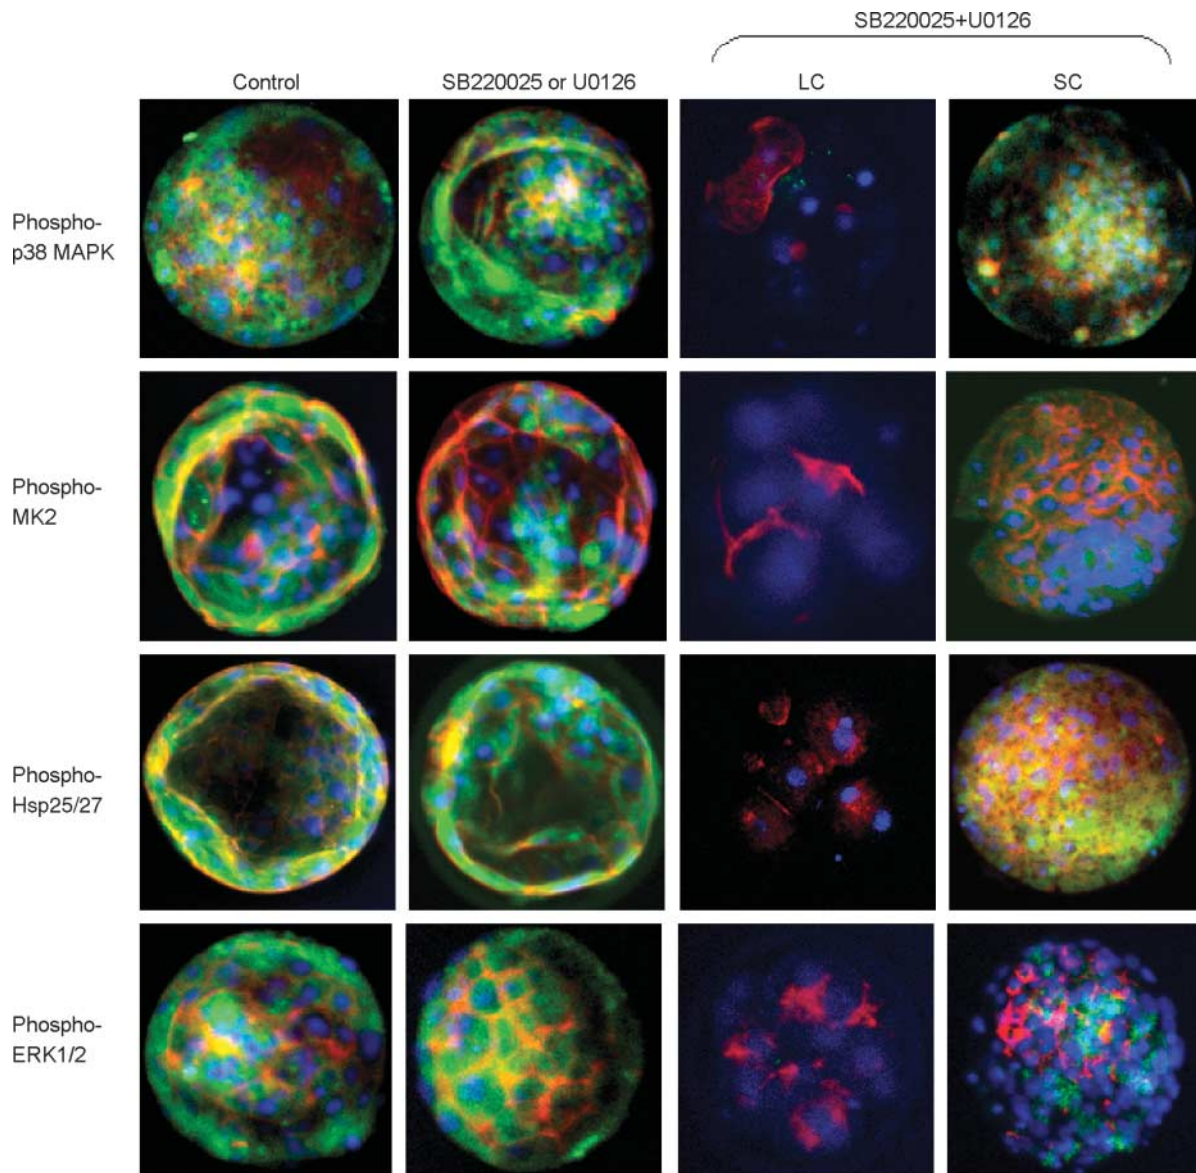 SB220025+U0126
Control
SB220025 or U0126
LC
SC
Phospho-
p38 MAPK
Phospho-
MK2
Phospho-
Hsp25/27
Phospho-
ERK1/2